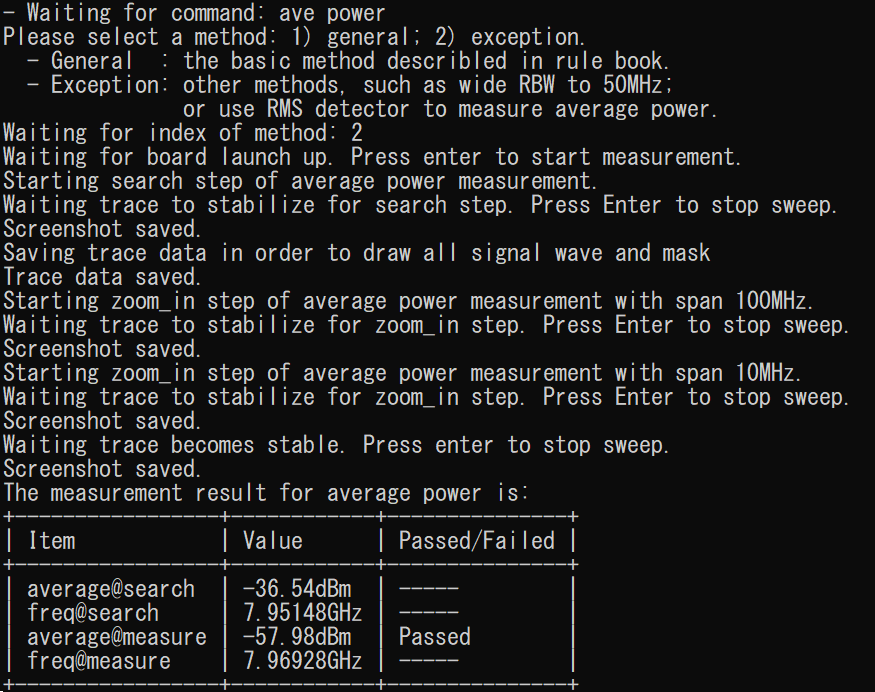 - Waiting for command: ave power
Please select a method: 1) general; 2) exception.
  - General  : the basic method describled in rule book.
  - Exception: other methods, such as wide RBW to 50MHz;
               or use RMS detector to measure average power.
Waiting for index of method: 2
Waiting for board launch up. Press enter to start measurement.
Starting search step of average power measurement.
Waiting trace to stabilize for search step. Press Enter to stop sweep.
Screenshot saved.
Saving trace data in order to draw all signal wave and mask
Trace data saved.
Starting zoom_in step of average power measurement with span 100MHz.
Waiting trace to stabilize for zoom_in step. Press Enter to stop sweep.
Screenshot saved.
Starting zoom_in step of average power measurement with span 10MHz.
Waiting trace to stabilize for zoom_in step. Press Enter to stop sweep.
Screenshot saved.
Waiting trace becomes stable. Press enter to stop sweep.
Screenshot saved.
The measurement result for average power is:
+-----------------+------------+---------------+
| Item            | Value      | Passed/Failed |
+-----------------+------------+---------------+
| average@search  | -36.54dBm  | -----         |
| freq@search     | 7.95148GHz | -----         |
| average@measure | -57.98dBm  | Passed        |
| freq@measure    | 7.96928GHz | -----         |
+-----------------+------------+---------------+